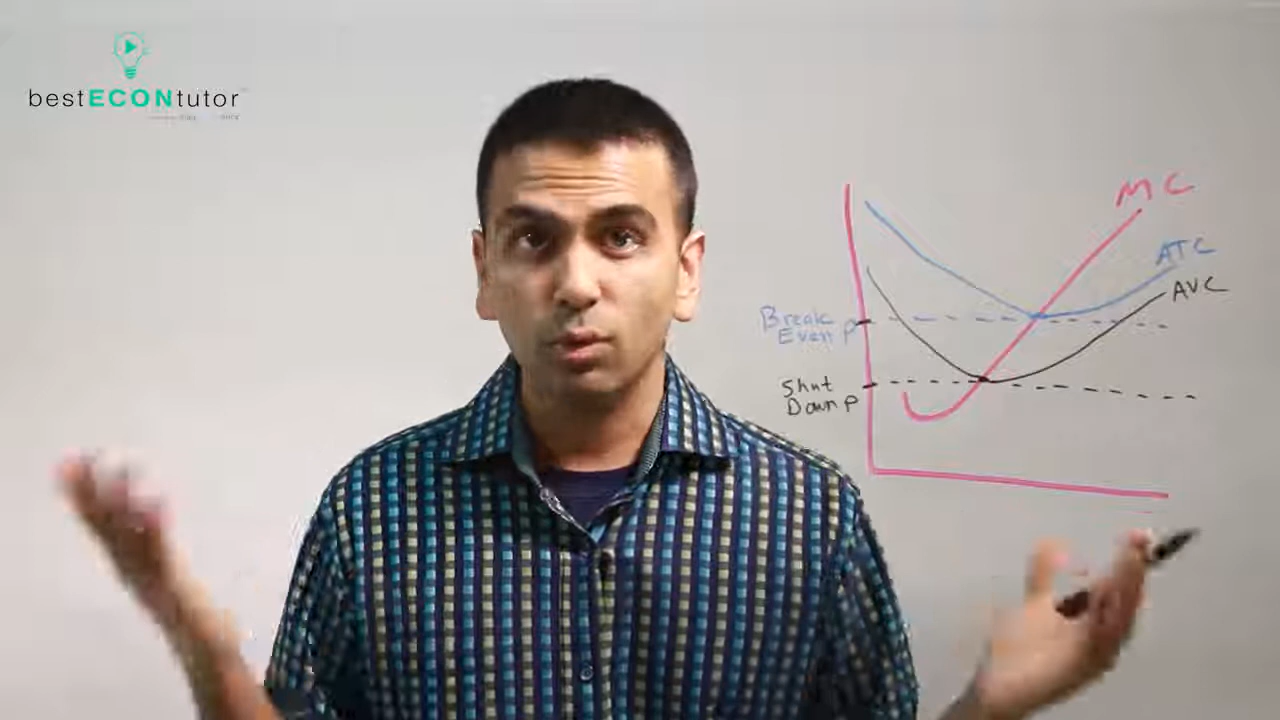 bestECONtutor
MC
ATC
AVC
Break
Even P
Shut
Down P